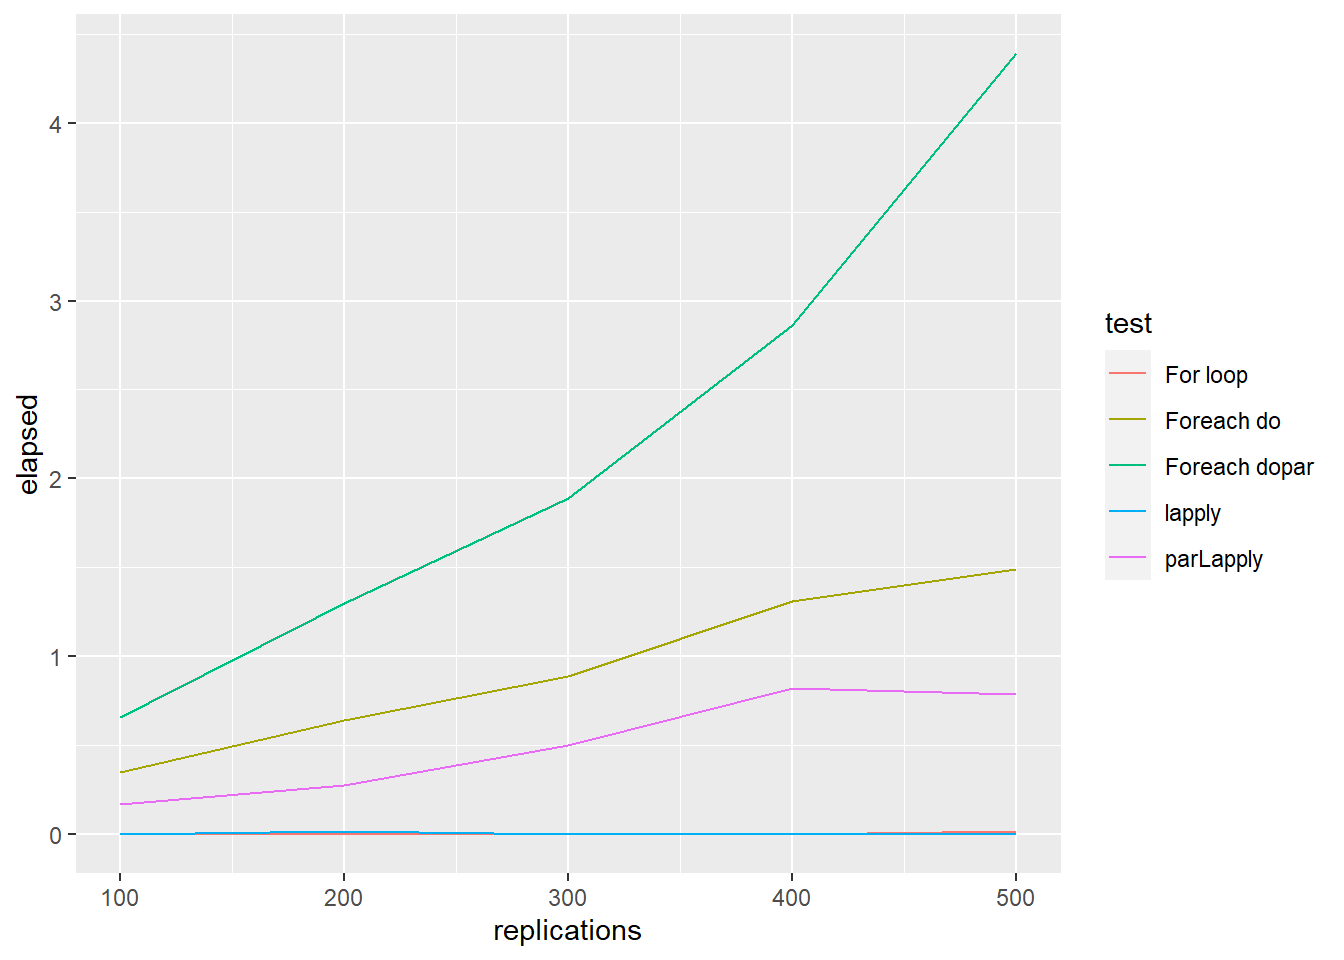 4
3
2
1
0
elapsed
100 200 300 400 500
replications
test
For loop
Foreach do
Foreach dopar
lapply
parLapply